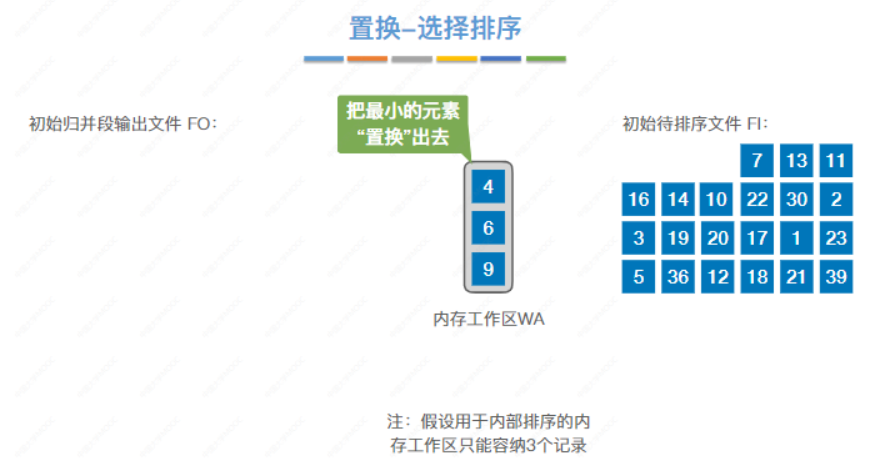 置换–选择排序
初始归并段输出文件 FO:
把最小的元素
“置换”出去
初始待排序文件 FI:
4
6
9
7 13 11
16 14 10 22 30 2
3 19 20 17 1 23
5 36 12 18 21 39
内存工作区WA
注：假设用于内部排序的内
存工作区只能容纳3个记录